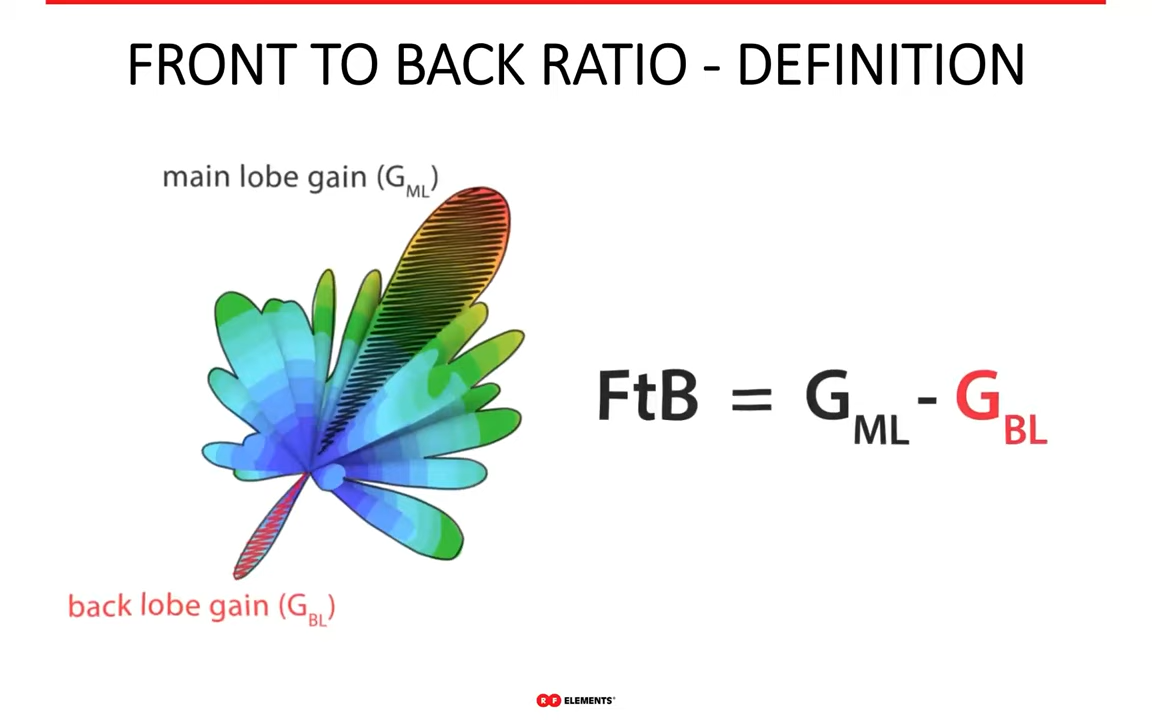 FRONT TO BACK RATIO - DEFINITION
main lobe gain (GML)
FtB = GML - GBL
back lobe gain (GBL)
RF ELEMENTS